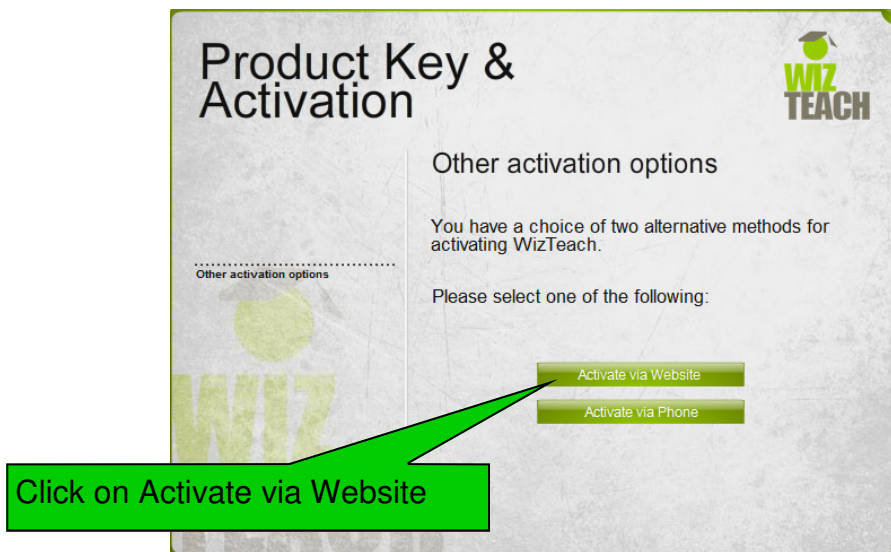 Product Key &
Activation
WIZ
TEACH
Other activation options
You have a choice of two alternative methods for
activating WizTeach.
Other activation options
Please select one of the following:
Activate via Website
Activate via Phone
WIZ
TEACH
Click on Activate via Website